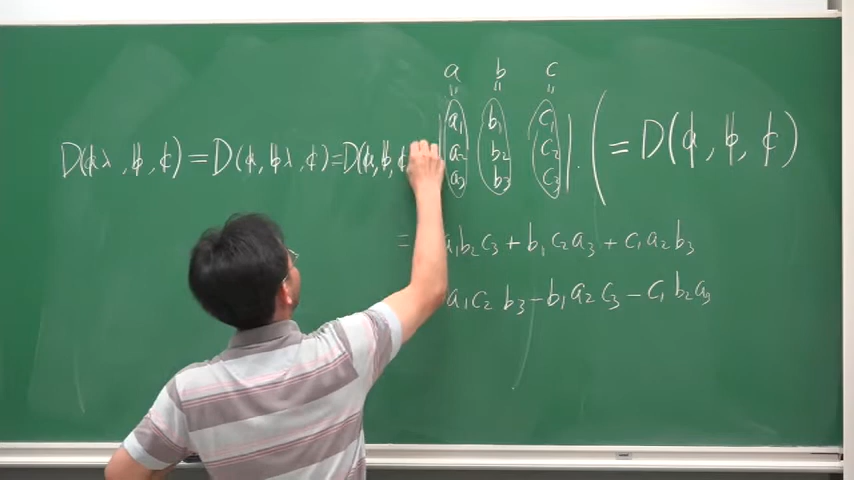 a b c
॥ ॥ ॥
D(𝕒λ, 𝕓, 𝕔) = D(𝕒, 𝕓λ, 𝕔) = D(𝕒, 𝕓, 𝕔 | a₁ b₁ c₁ | . ( = D(𝕒, 𝕓, 𝕔)
a₂ b₂ c₂
a₃ b₃ c₃
= a₁b₂c₃ + b₁c₂a₃ + c₁a₂b₃
a₁c₂b₃ − b₁a₂c₃ − c₁b₂a₃